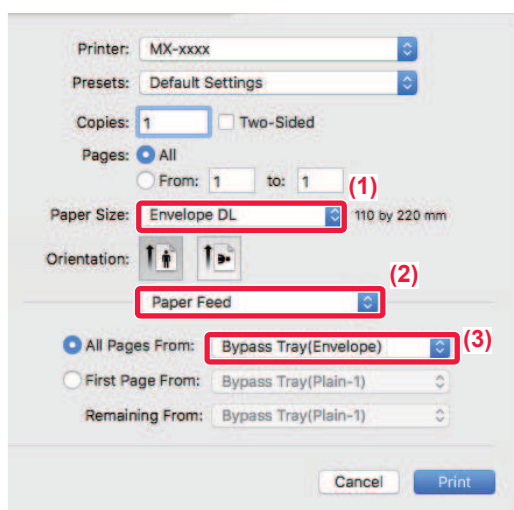 Printer: MX-xxxx
Presets: Default Settings
Copies: 1 Two-Sided
Pages: All
From: 1 to: 1
(1)
Paper Size: Envelope DL 110 by 220 mm
Orientation:
(2)
Paper Feed
All Pages From: Bypass Tray(Envelope) (3)
First Page From: Bypass Tray(Plain-1)
Remaining From: Bypass Tray(Plain-1)
Cancel Print